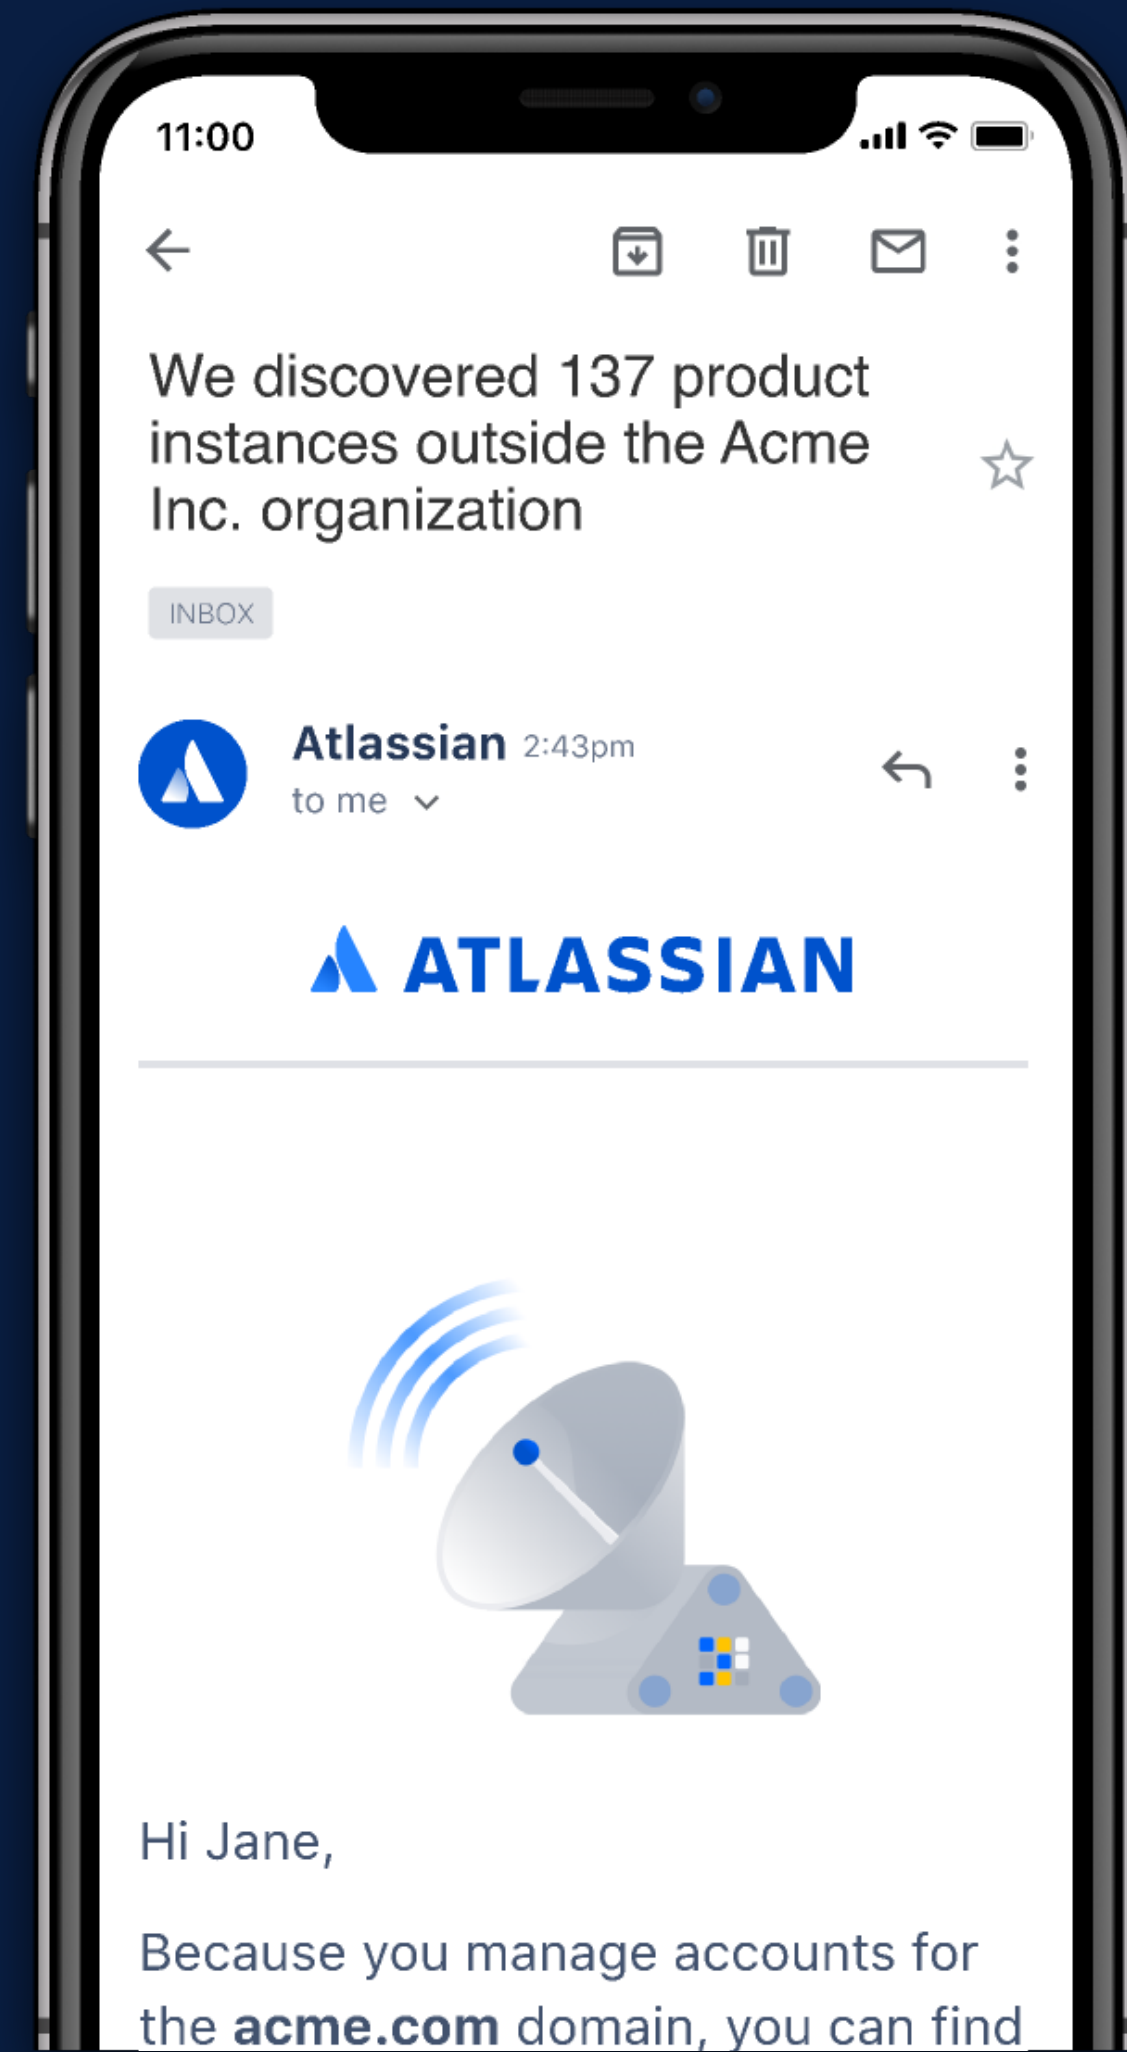 11:00
We discovered 137 product
instances outside the Acme
Inc. organization
INBOX
Atlassian 2:43pm
to me
ATLASSIAN
Hi Jane,
Because you manage accounts for
the acme.com domain, you can find